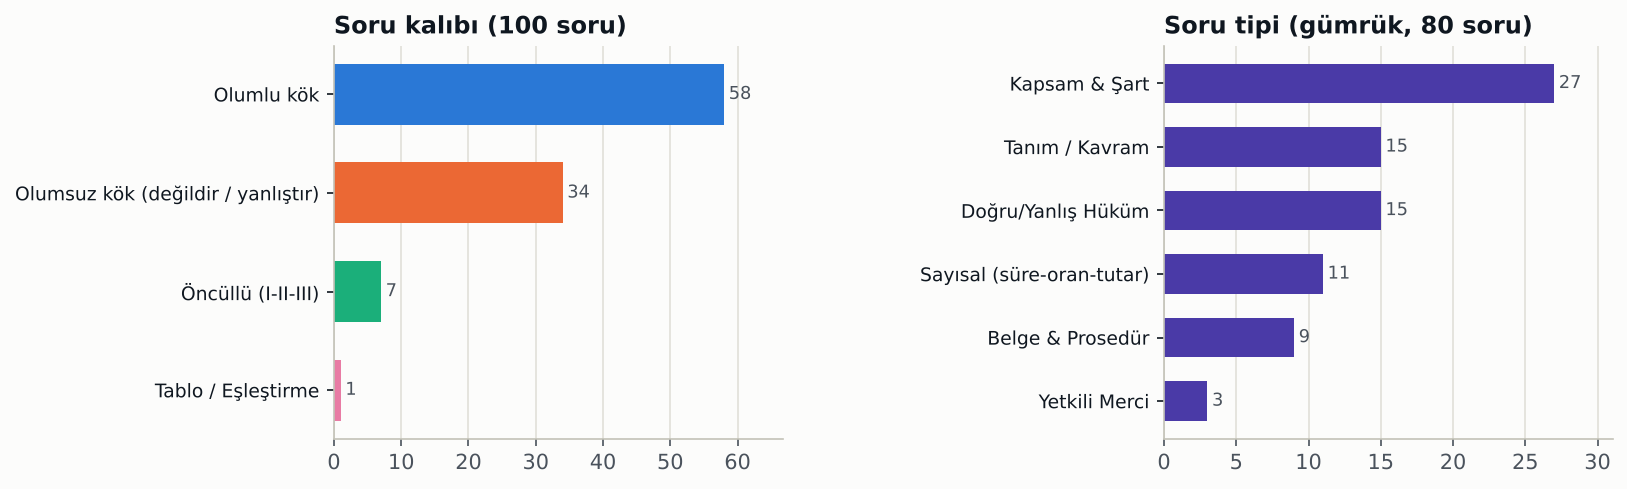 Soru kalıbı (100 soru)
Olumlu kök
58
Olumsuz kök (değildir / yanlıştır)
34
Öncüllü (I-II-III)
7
Tablo / Eşleştirme
1
0 10 20 30 40 50 60
Soru tipi (gümrük, 80 soru)
Kapsam & Şart
27
Tanım / Kavram
15
Doğru/Yanlış Hüküm
15
Sayısal (süre-oran-tutar)
11
Belge & Prosedür
9
Yetkili Merci
3
0 5 10 15 20 25 30